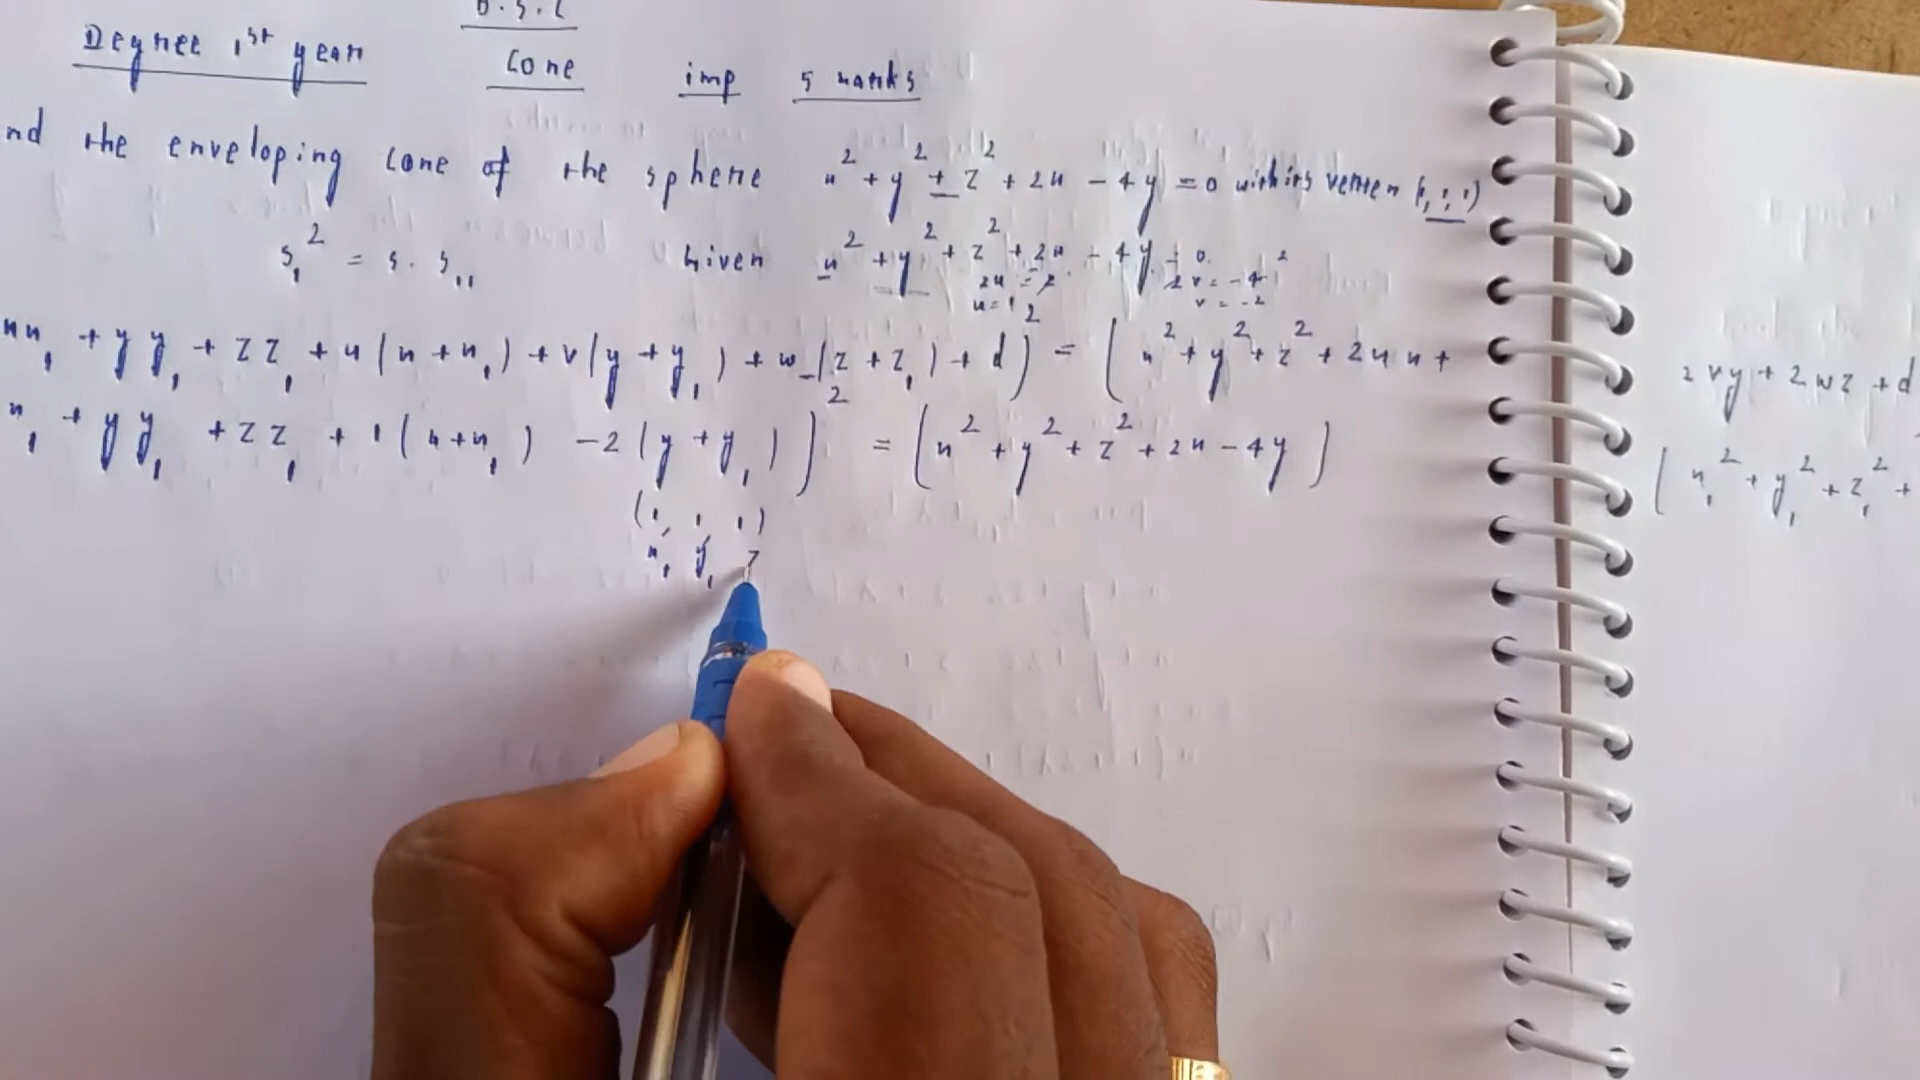 B.S.C
Degree 1st year Cone imp 5 marks
nd the enveloping cone of the sphere x² + y² + z² + 2x - 4y = 0 with its vertex (1, 1, 1)
S₁² = S. S₁₁ Given x² + y² + z² + 2x - 4y = 0.
2u = 2 2v = -4
u = 1 v = -2
xx₁ + yy₁ + zz₁ + u(x + x₁) + v(y + y₁) + w(z + z₁) + d)² = (x² + y² + z² + 2ux +
2vy + 2wz + d
x₁ + yy₁ + zz₁ + 1(x + x₁) - 2(y + y₁))² = (x² + y² + z² + 2x - 4y)
(x₁² + y₁² + z₁² +
(1, 1, 1)
x₁ y₁ z